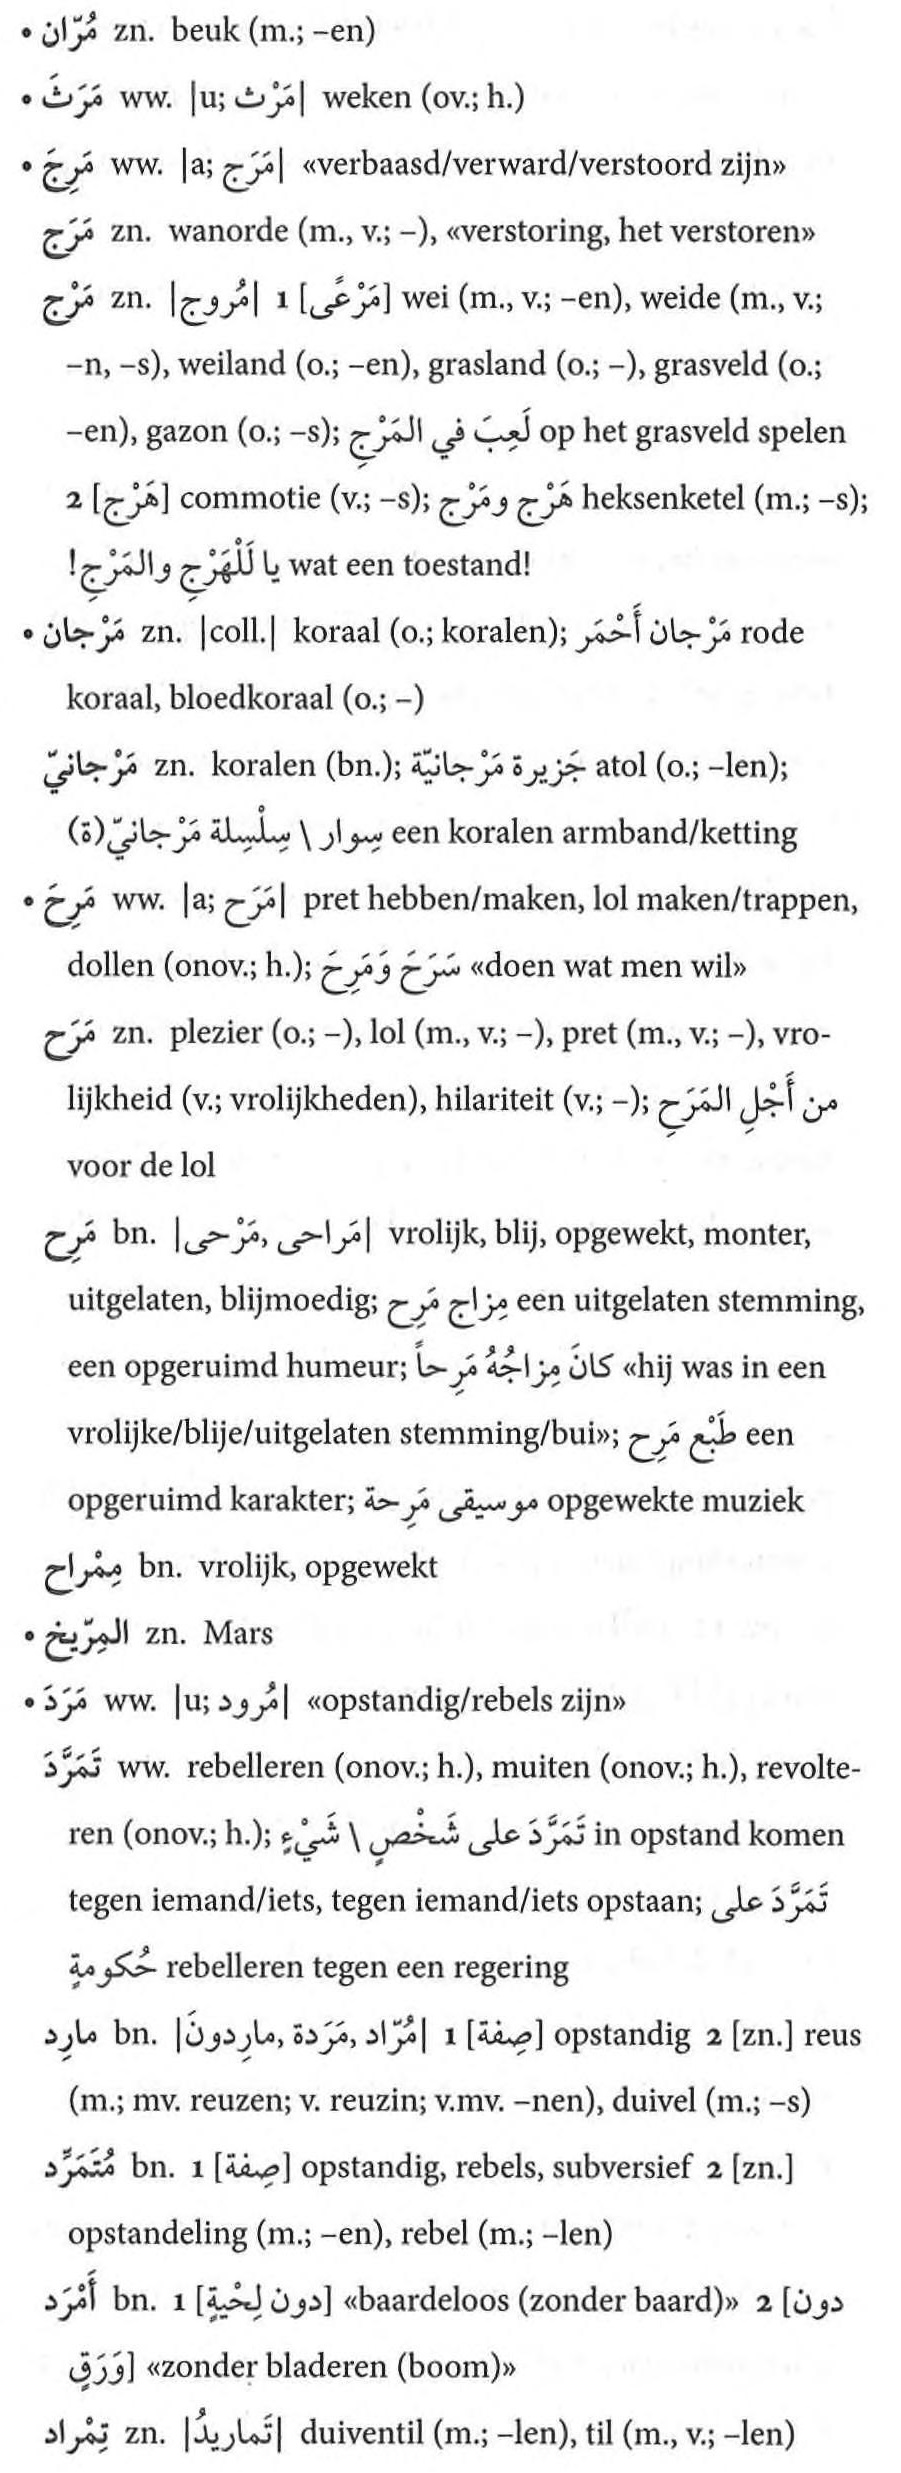 • مُرّان zn. beuk (m.; –en)
• مَرَثَ ww. |u; مَرْث| weken (ov.; h.)
• مَرِجَ ww. |a; مَرَج| «verbaasd/verward/verstoord zijn»
مَرَج zn. wanorde (m., v.; –), «verstoring, het verstoren»
مَرْج zn. |مُروج| 1 [مَرْعًى] wei (m., v.; –en), weide (m., v.;
–n, –s), weiland (o.; –en), grasland (o.; –), grasveld (o.;
–en), gazon (o.; –s); لَعِبَ في المَرْجِ op het grasveld spelen
2 [هَرْج] commotie (v.; –s); هَرْج ومَرْج heksenketel (m.; –s);
يا لَلْهَرْجِ والمَرْجِ! wat een toestand!
• مَرْجان zn. |coll.| koraal (o.; koralen); مَرْجان أَحْمَر rode
koraal, bloedkoraal (o.; –)
مَرْجانيّ zn. koralen (bn.); جَزيرة مَرْجانيّة atol (o.; –len);
سِوار \ سِلْسِلة مَرْجانيّ(ة) een koralen armband/ketting
• مَرِحَ ww. |a; مَرَح| pret hebben/maken, lol maken/trappen,
dollen (onov.; h.); سَرَحَ وَمَرِحَ «doen wat men wil»
مَرَح zn. plezier (o.; –), lol (m., v.; –), pret (m., v.; –), vro-
lijkheid (v.; vrolijkheden), hilariteit (v.; –); من أَجْلِ المَرَحِ
voor de lol
مَرِح bn. |مَراحى ,مَرْحى| vrolijk, blij, opgewekt, monter,
uitgelaten, blijmoedig; مِزاج مَرِح een uitgelaten stemming,
een opgeruimd humeur; كانَ مِزاجُهُ مَرِحاً «hij was in een
vrolijke/blije/uitgelaten stemming/bui»; طَبْع مَرِح een
opgeruimd karakter; موسيقى مَرِحة opgewekte muziek
مِمْراح bn. vrolijk, opgewekt
• المِرّيخ zn. Mars
• مَرَدَ ww. |u; مُرود| «opstandig/rebels zijn»
تَمَرَّدَ ww. rebelleren (onov.; h.), muiten (onov.; h.), revolte-
ren (onov.; h.); تَمَرَّدَ على شَخْصٍ \ شَيْءٍ in opstand komen
tegen iemand/iets, tegen iemand/iets opstaan; تَمَرَّدَ على
حُكومةٍ rebelleren tegen een regering
مارِد bn. |مُرّاد ,مَرَدة ,مارِدونَ| 1 [صِفة] opstandig 2 [zn.] reus
(m.; mv. reuzen; v. reuzin; v.mv. –nen), duivel (m.; –s)
مُتَمَرِّد bn. 1 [صِفة] opstandig, rebels, subversief 2 [zn.]
opstandeling (m.; –en), rebel (m.; –len)
أَمْرَد bn. 1 [دون لِحْيةٍ] «baardeloos (zonder baard)» 2 [دون
وَرَقٍ] «zonder bladeren (boom)»
تِمْراد zn. |تَماريدُ| duiventil (m.; –len), til (m., v.; –len)